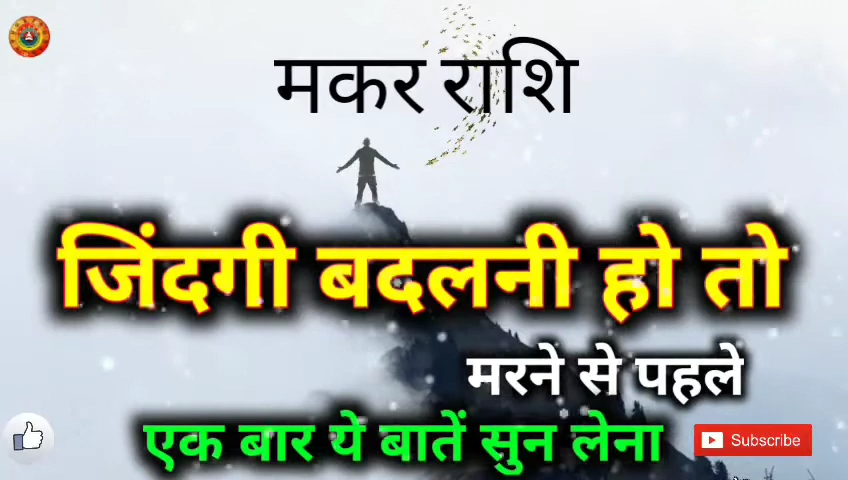 मकर राशि
जिंदगी बदलनी हो तो
मरने से पहले
एक बार ये बातें सुन लेना
Subscribe